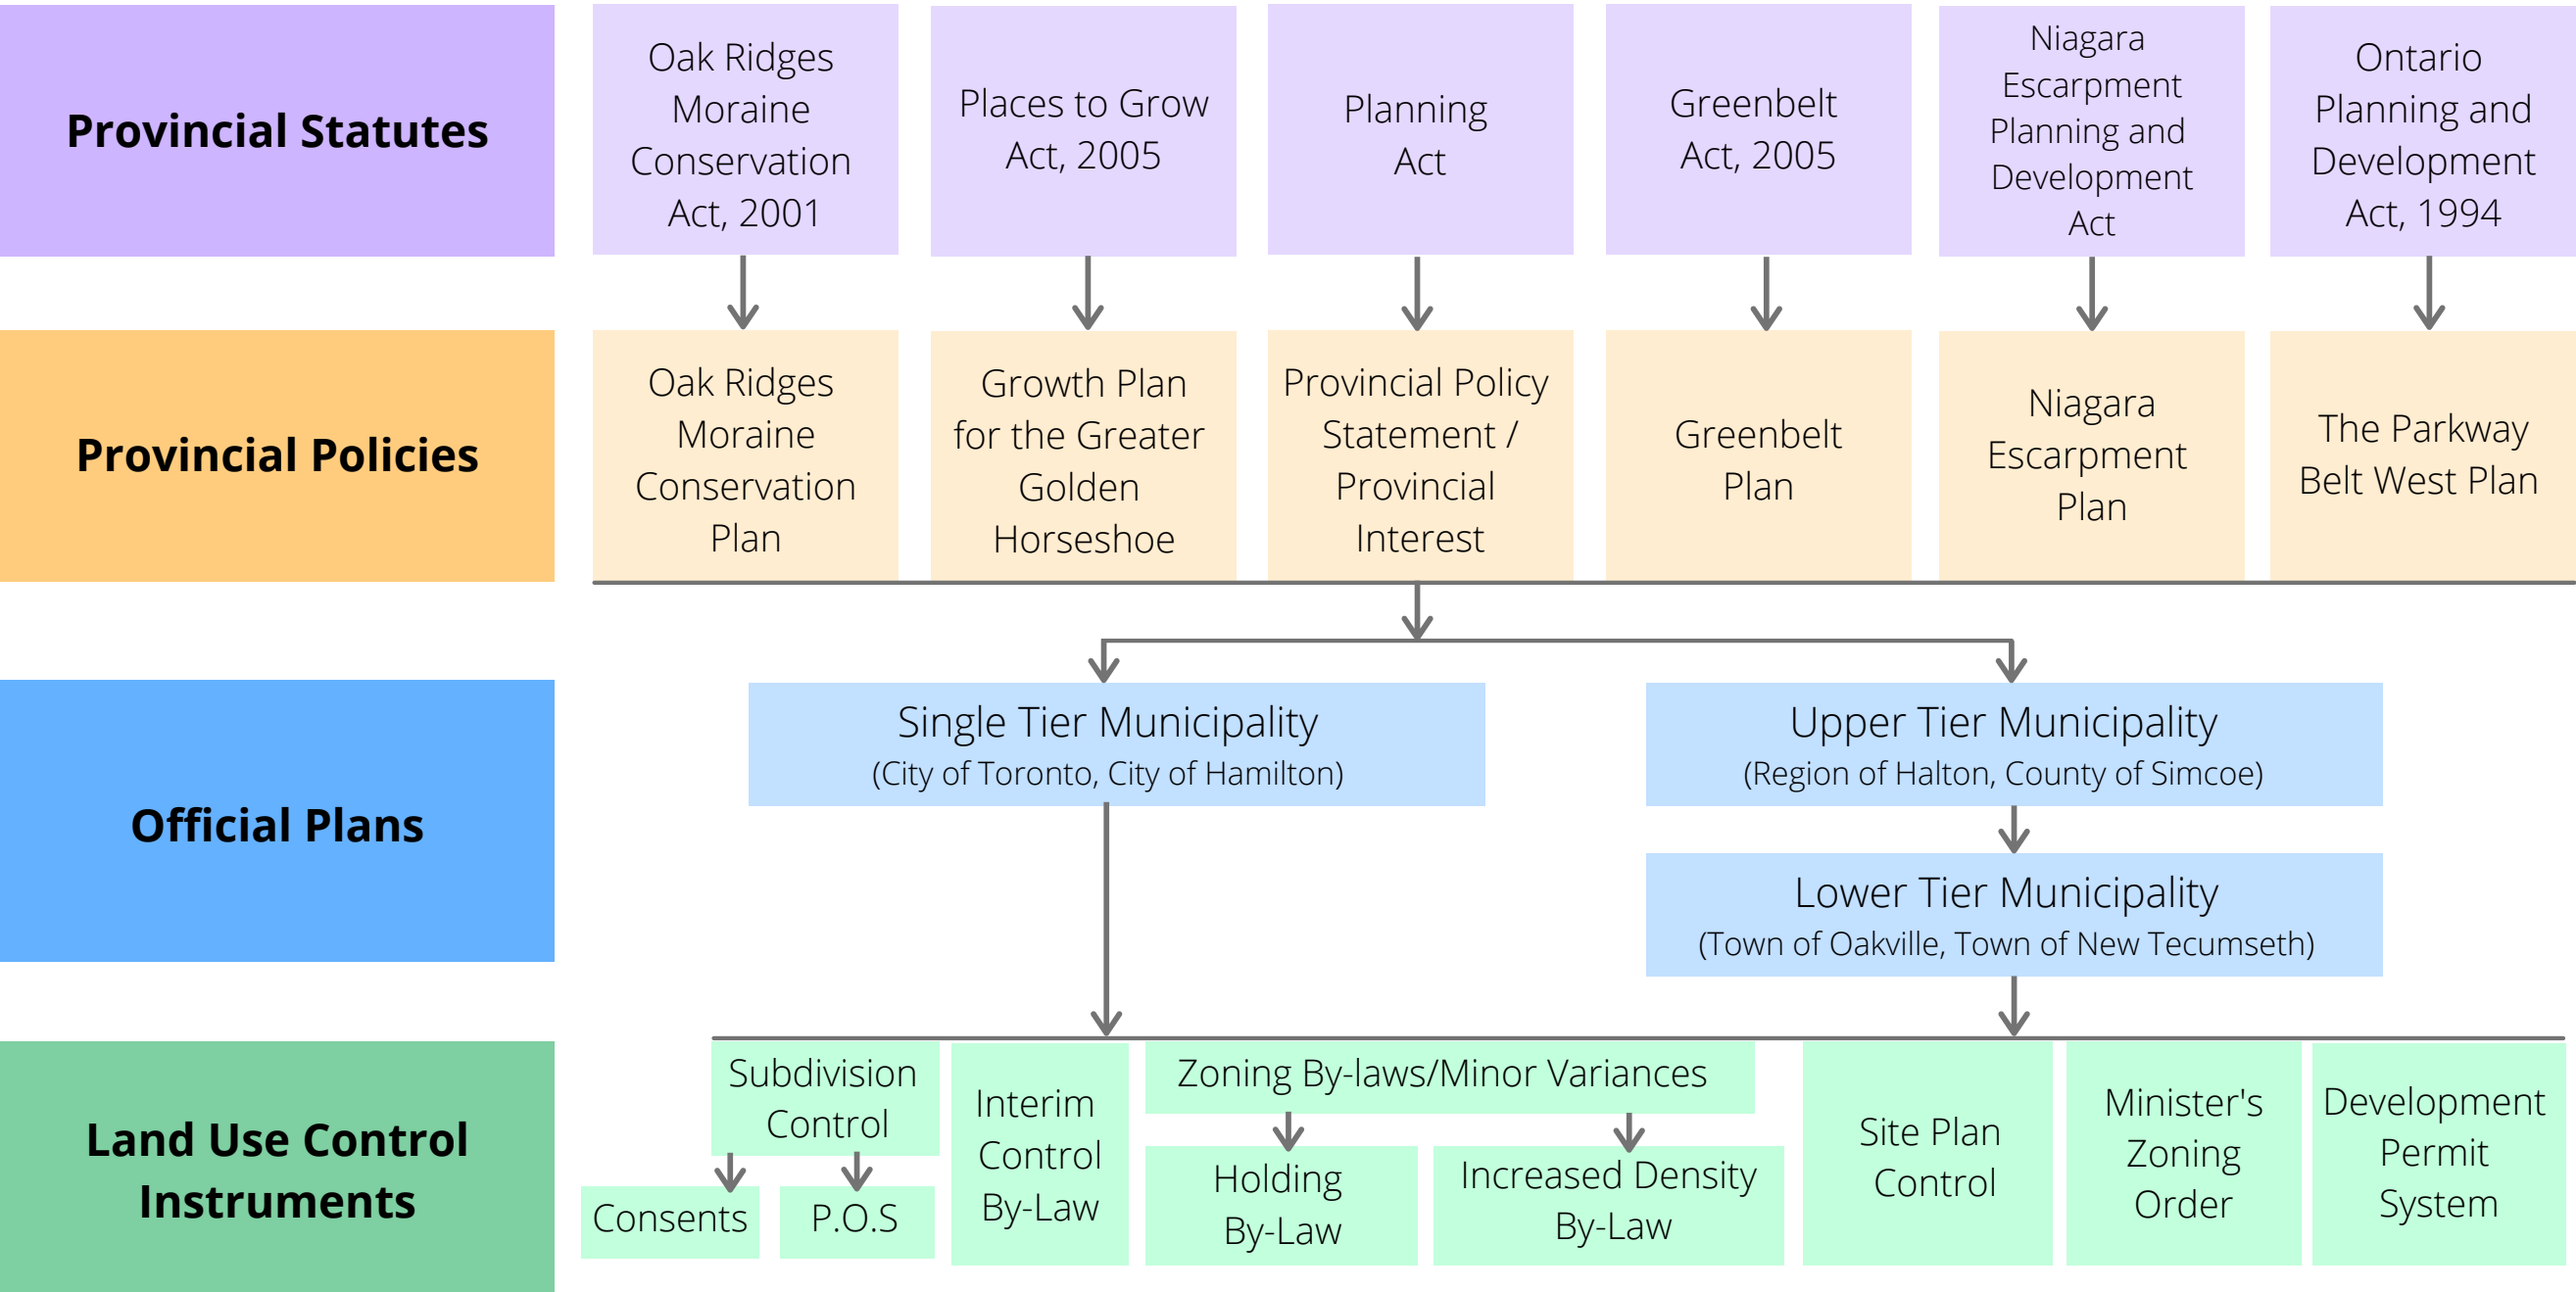 Provincial Statutes
Oak Ridges
Moraine
Conservation
Act, 2001
Places to Grow
Act, 2005
Planning
Act
Greenbelt
Act, 2005
Niagara
Escarpment
Planning and
Development
Act
Ontario
Planning and
Development
Act, 1994
Provincial Policies
Oak Ridges
Moraine
Conservation
Plan
Growth Plan
for the Greater
Golden
Horseshoe
Provincial Policy
Statement /
Provincial
Interest
Greenbelt
Plan
Niagara
Escarpment
Plan
The Parkway
Belt West Plan
Official Plans
Single Tier Municipality
(City of Toronto, City of Hamilton)
Upper Tier Municipality
(Region of Halton, County of Simcoe)
Lower Tier Municipality
(Town of Oakville, Town of New Tecumseth)
Land Use Control
Instruments
Subdivision
Control
Consents
P.O.S
Interim
Control
By-Law
Zoning By-laws/Minor Variances
Holding
By-Law
Increased Density
By-Law
Site Plan
Control
Minister's
Zoning
Order
Development
Permit
System